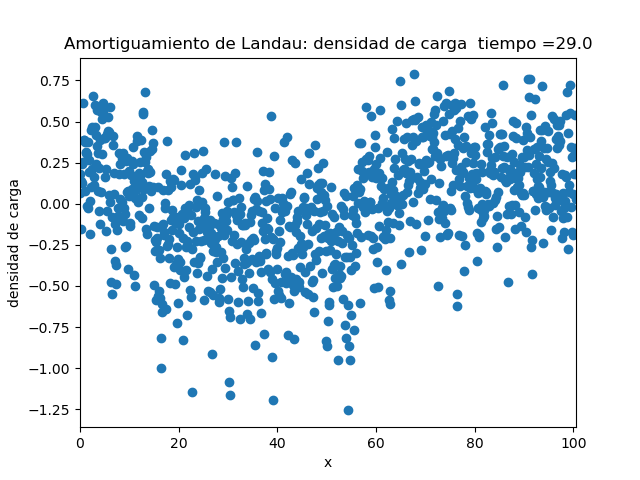 Amortiguamiento de Landau: densidad de carga  tiempo =29.0
0.75
0.50
0.25
0.00
−0.25
−0.50
−0.75
−1.00
−1.25
densidad de carga
0 20 40 60 80 100
x